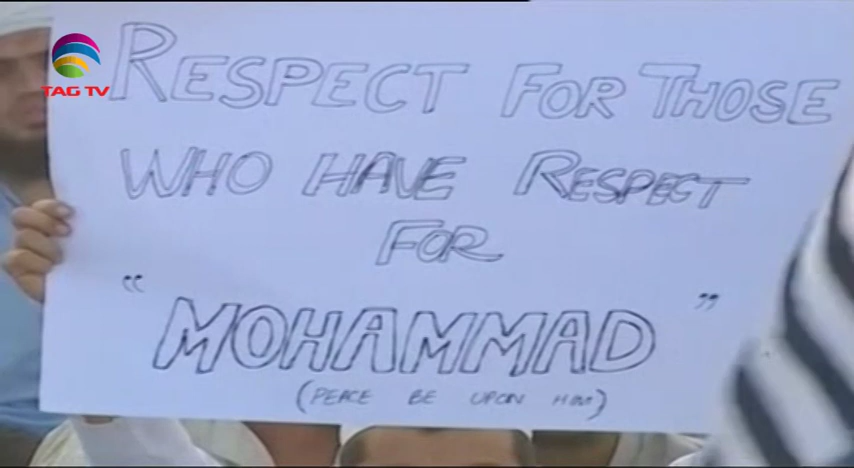 TAG TV
RESPECT FOR THOSE
WHO HAVE RESPECT
FOR
“ ”
MOHAMMAD
(PEACE BE UPON HIM)